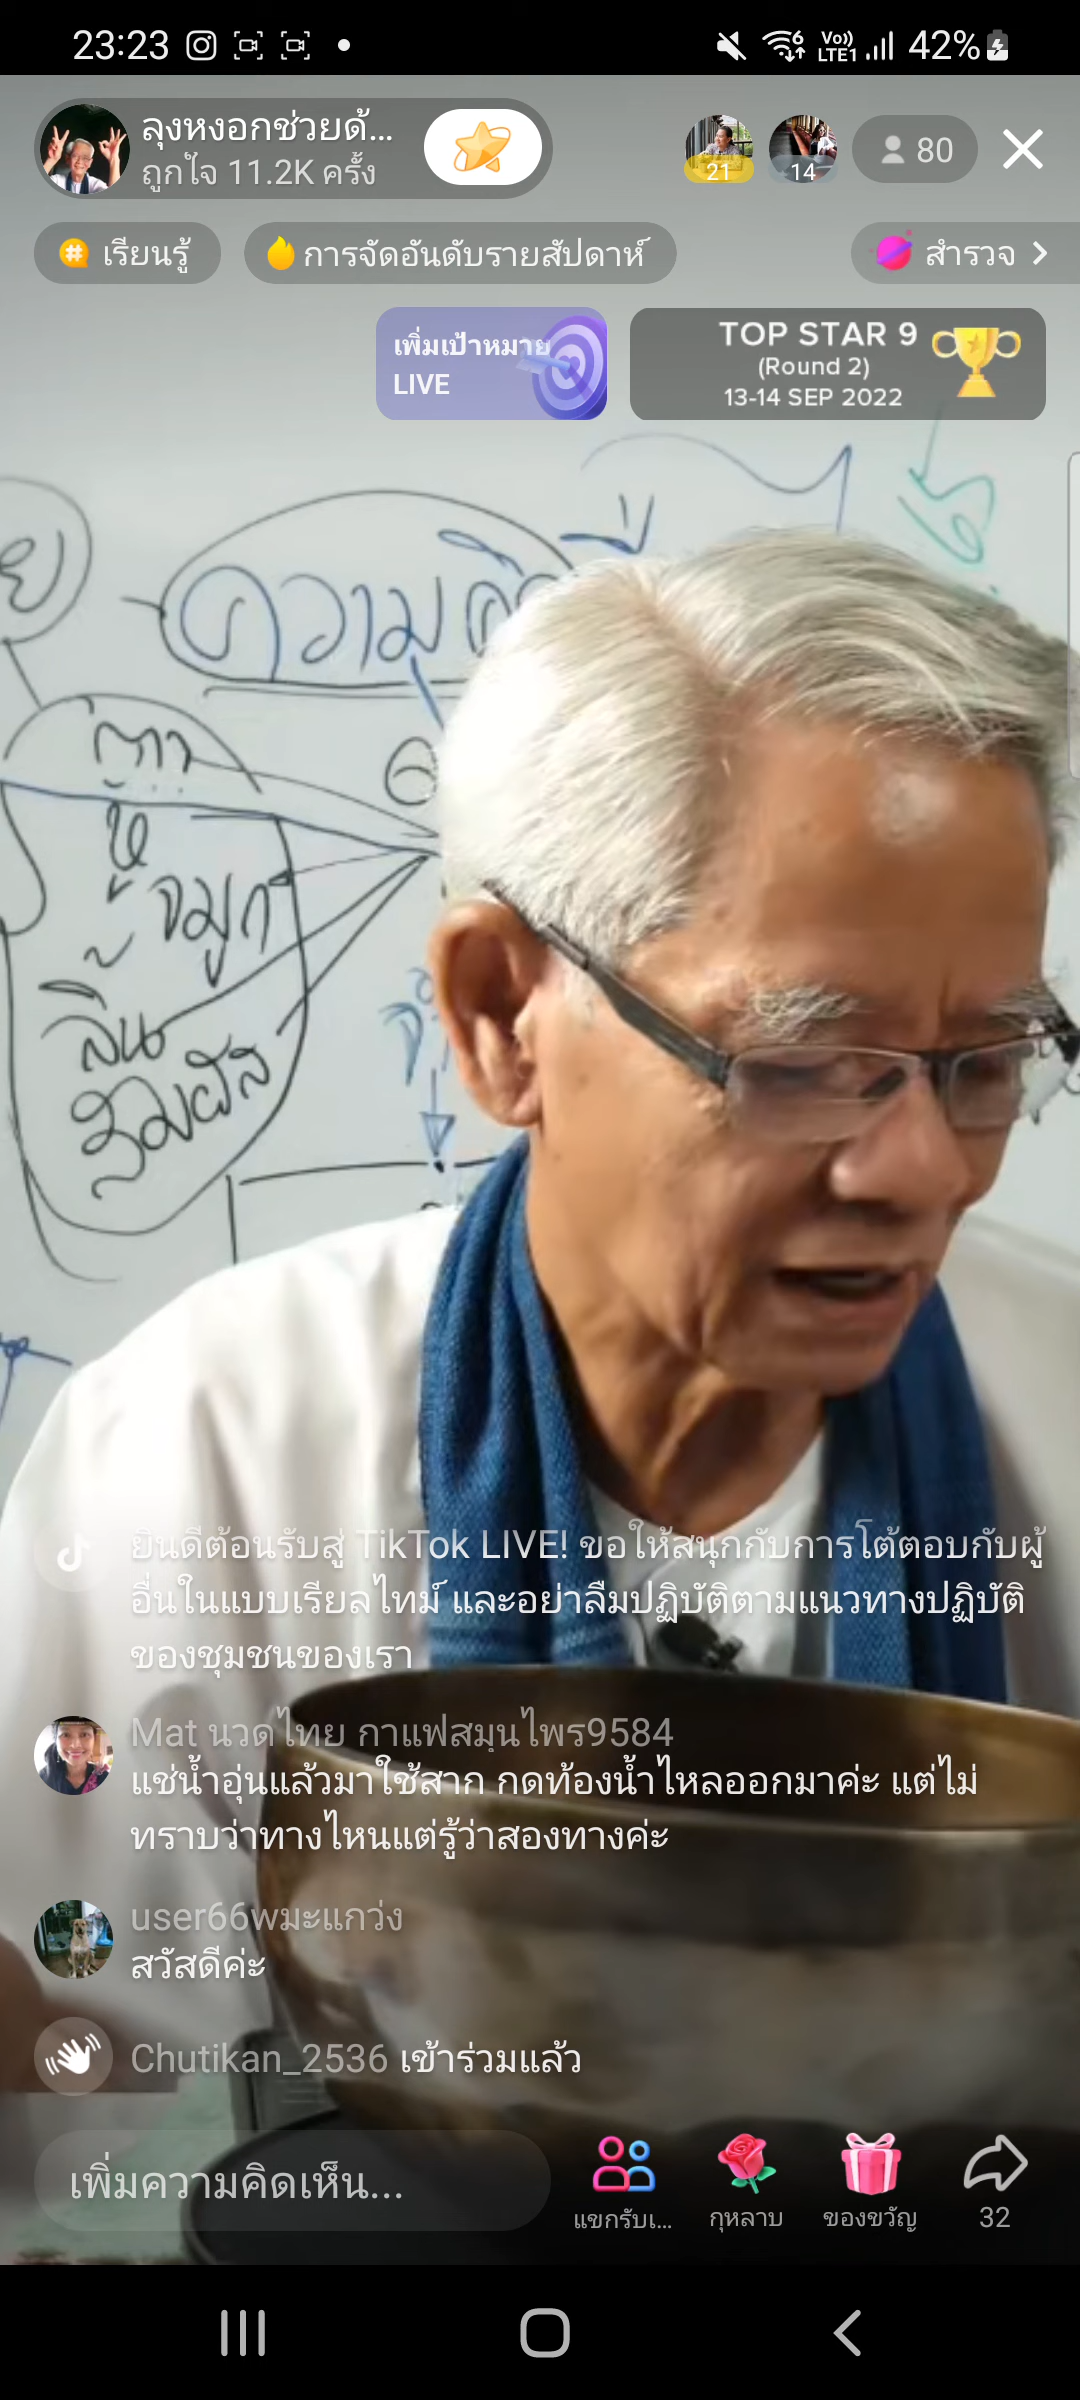 23:23
Vo)) LTE1 42%
ลุงหงอกช่วยด้...
ถูกใจ 11.2K ครั้ง
21
14
80
เรียนรู้
การจัดอันดับรายสัปดาห์
สำรวจ
เพิ่มเป้าหมาย
LIVE
TOP STAR 9
(Round 2)
13-14 SEP 2022
ความคิด
ตา
หู
จมูก
ลิ้น
สัมผัส
ยินดีต้อนรับสู่ TikTok LIVE! ขอให้สนุกกับการโต้ตอบกับผู้
อื่นในแบบเรียลไทม์ และอย่าลืมปฏิบัติตามแนวทางปฏิบัติ
ของชุมชนของเรา
Mat นวดไทย กาแฟสมุนไพร9584
แช่น้ำอุ่นแล้วมาใช้สาก กดท้องน้ำไหลออกมาค่ะ แต่ไม่
ทราบว่าทางไหนแต่รู้ว่าสองทางค่ะ
user66wมะแกว่ง
สวัสดีค่ะ
Chutikan_2536 เข้าร่วมแล้ว
เพิ่มความคิดเห็น...
แขกรับเ...
กุหลาบ
ของขวัญ
32